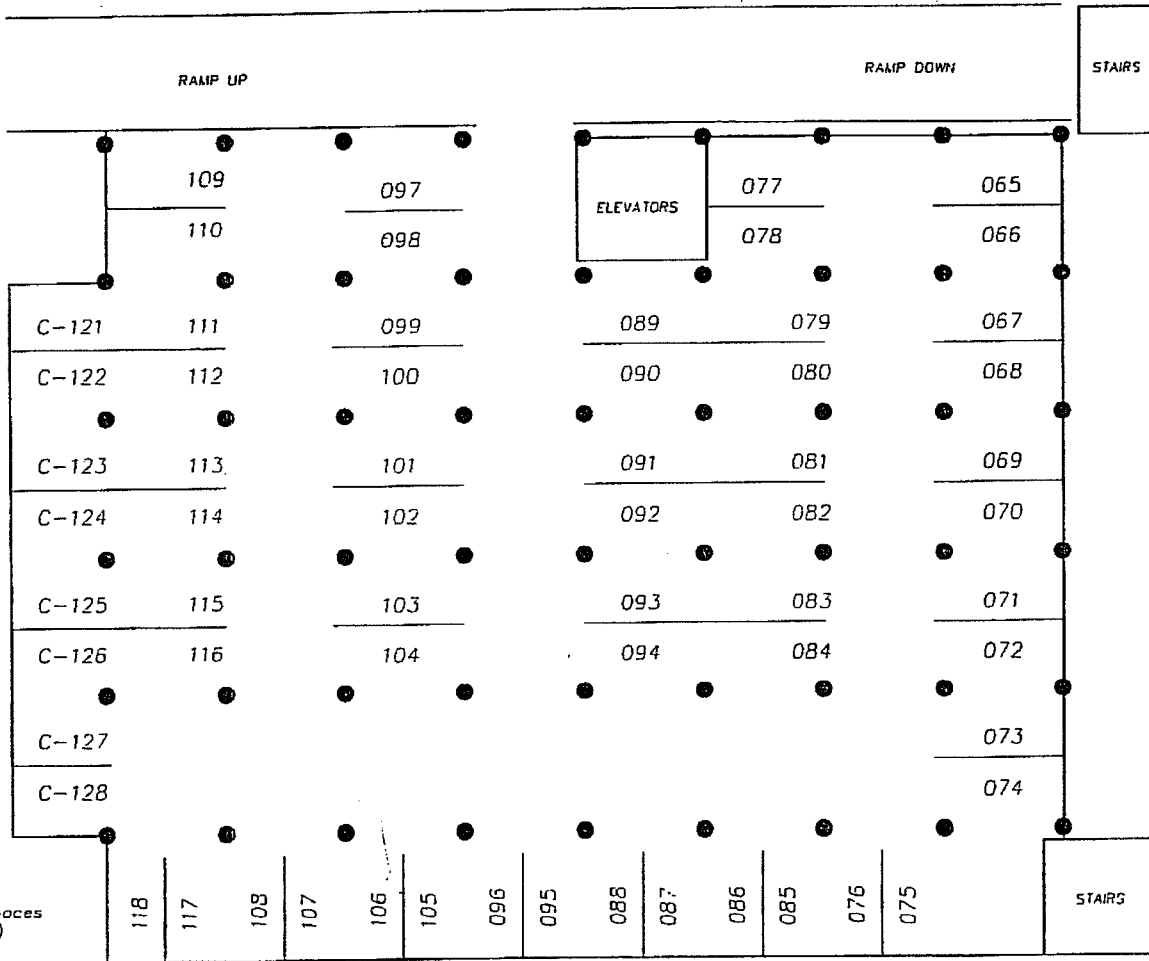 RAMP UP RAMP DOWN STAIRS
109 097 077 065
ELEVATORS
110 098 078 066
C-121 111 099 089 079 067
C-122 112 100 090 080 068
C-123 113 101 091 081 069
C-124 114 102 092 082 070
C-125 115 103 093 083 071
C-126 116 104 094 084 072
C-127 073
C-128 074
118 117 108 107 106 105 096 095 088 087 086 085 076 075 STAIRS
oces
)